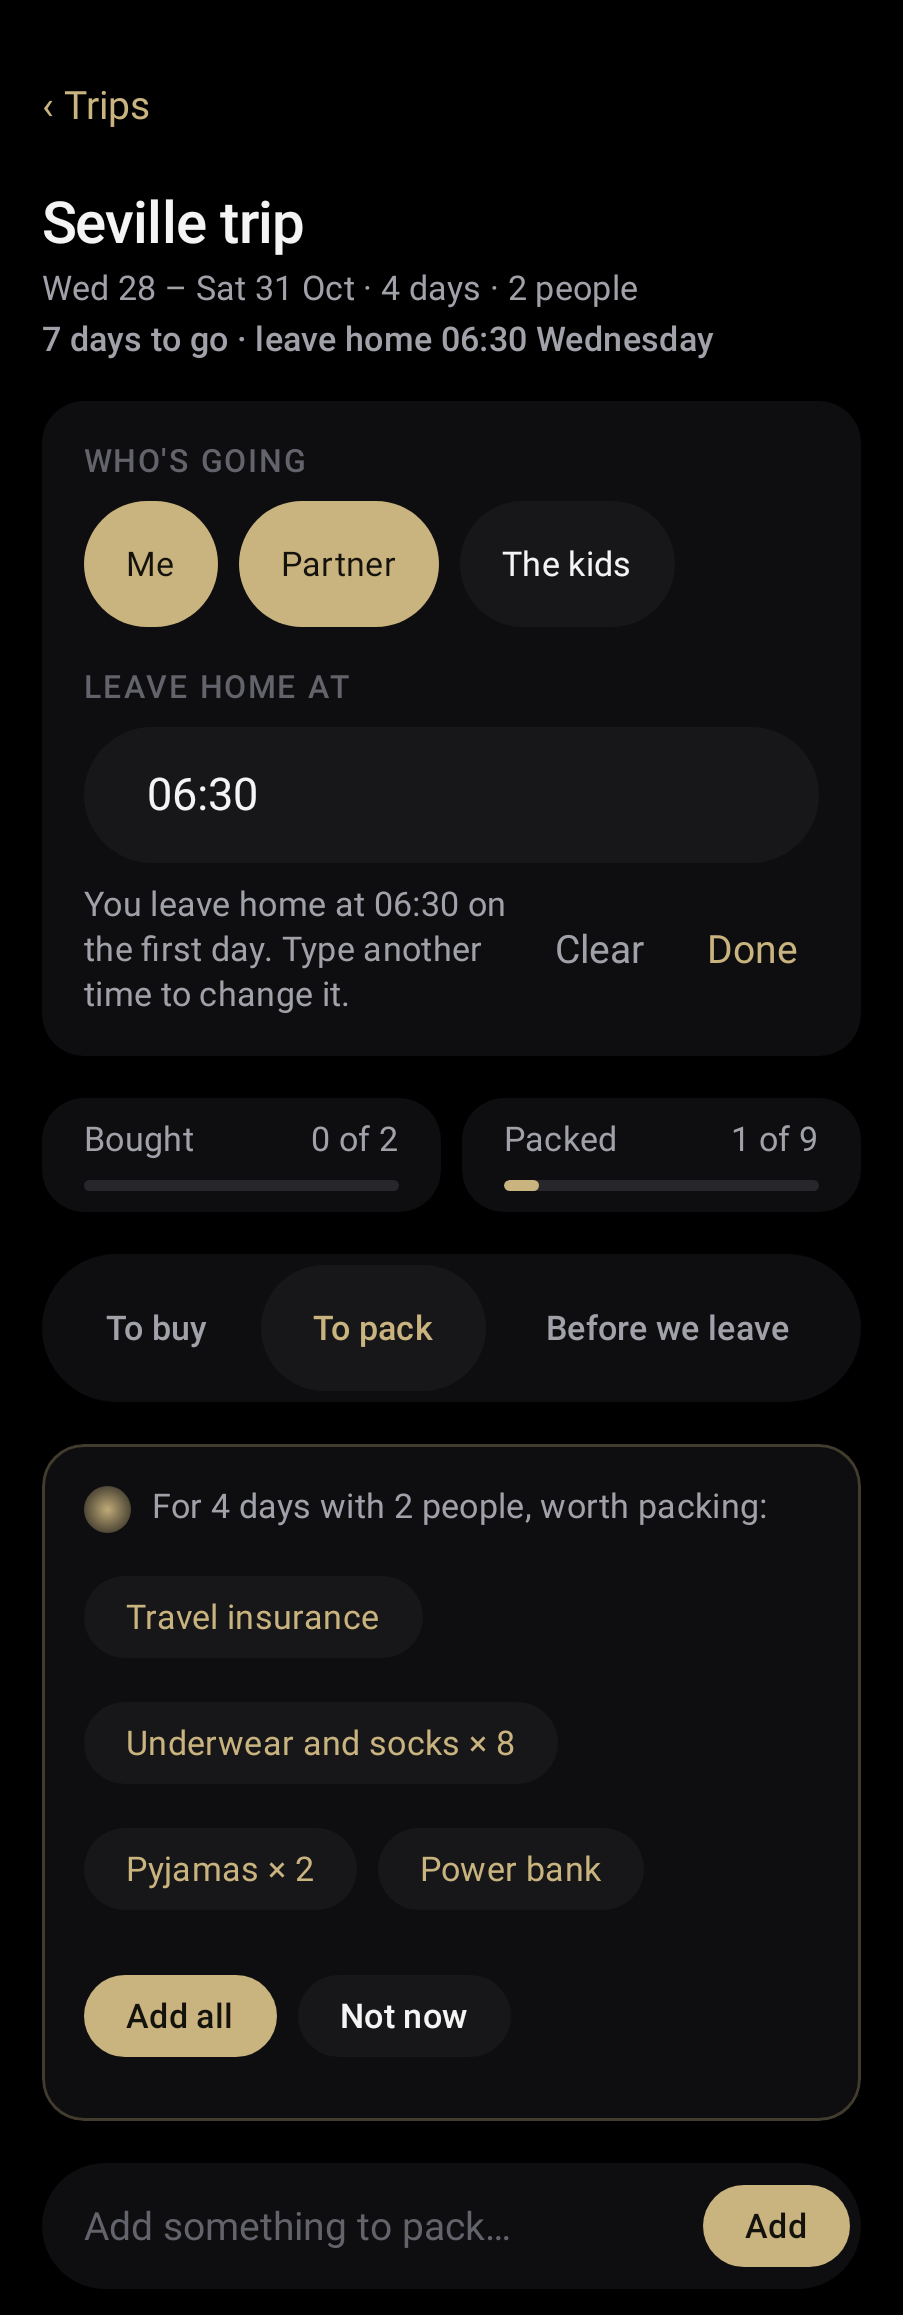 ‹ Trips
Seville trip
Wed 28 – Sat 31 Oct · 4 days · 2 people
7 days to go · leave home 06:30 Wednesday
WHO'S GOING
Me
Partner
The kids
LEAVE HOME AT
06:30
You leave home at 06:30 on
the first day. Type another
time to change it.
Clear
Done
Bought
0 of 2
Packed
1 of 9
To buy
To pack
Before we leave
For 4 days with 2 people, worth packing:
Travel insurance
Underwear and socks × 8
Pyjamas × 2
Power bank
Add all
Not now
Add something to pack…
Add